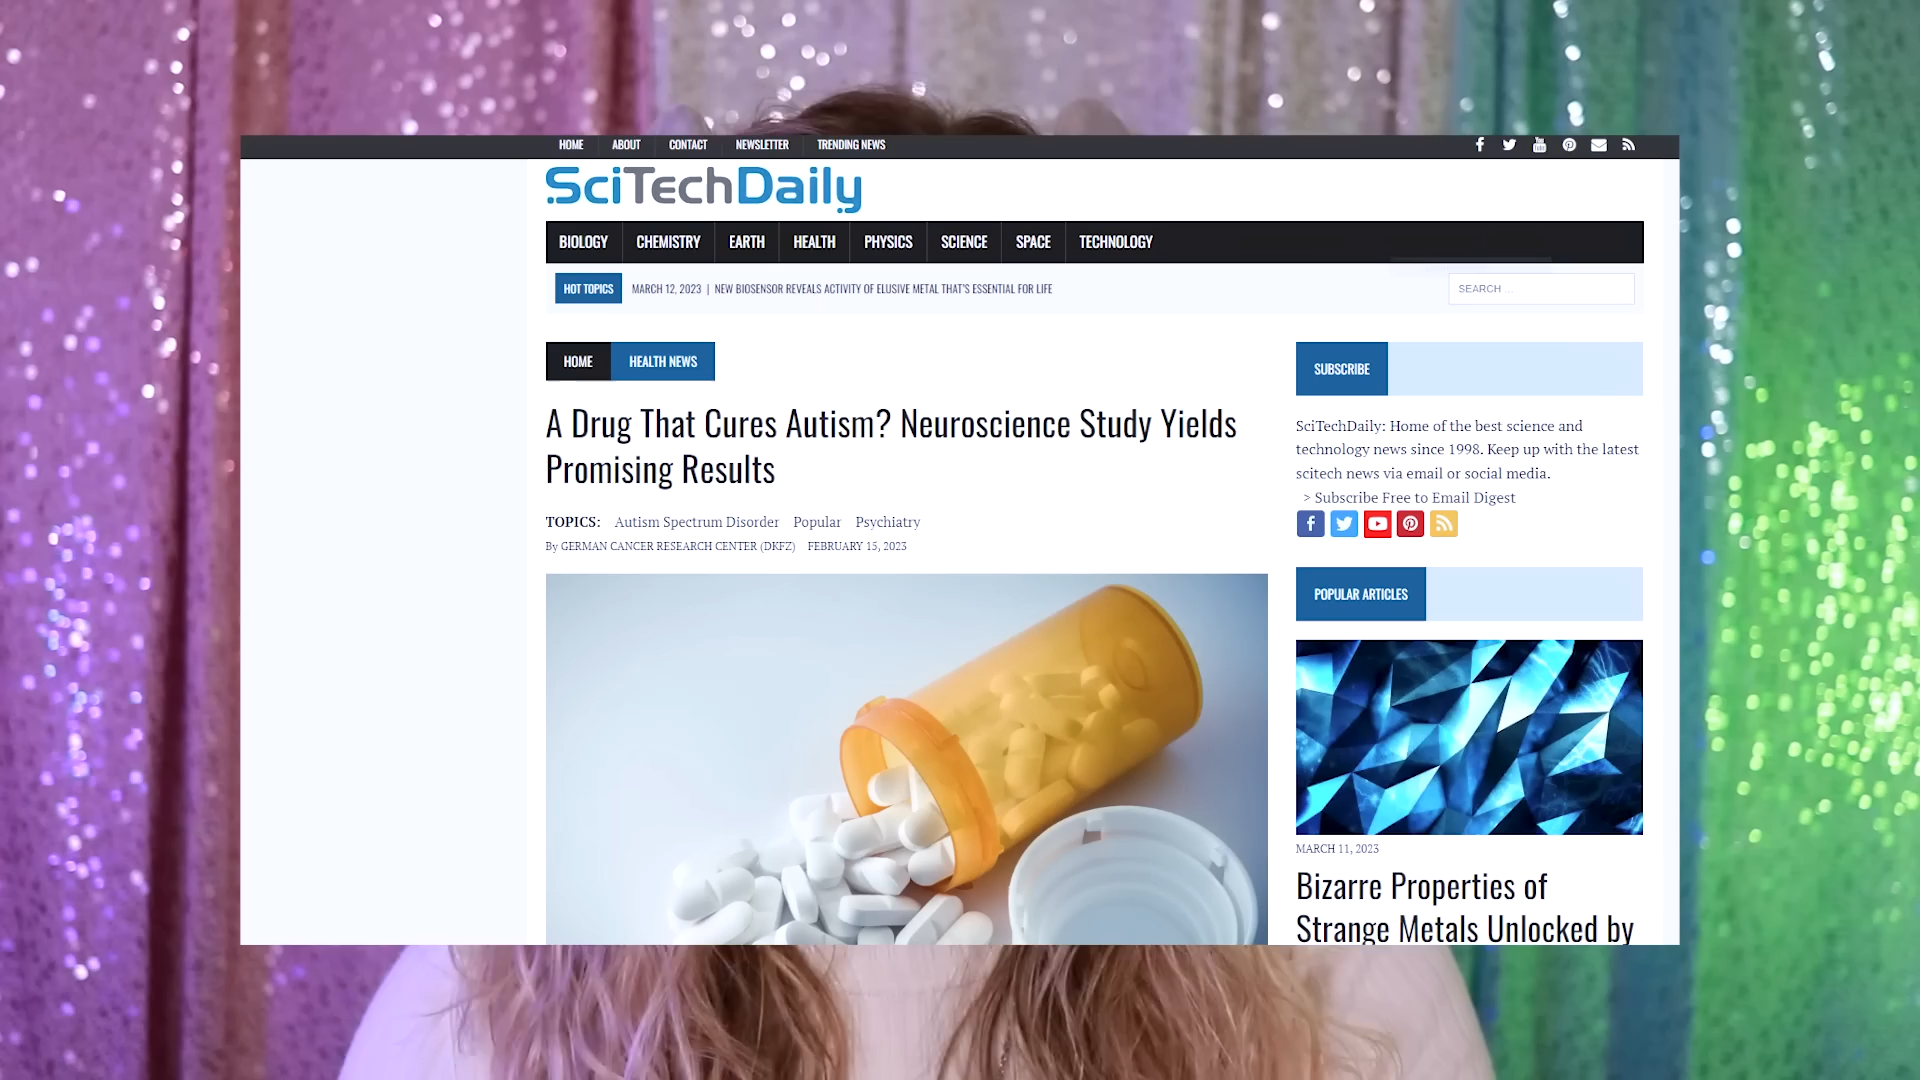 HOME ABOUT CONTACT NEWSLETTER TRENDING NEWS
SciTechDaily
BIOLOGY CHEMISTRY EARTH HEALTH PHYSICS SCIENCE SPACE TECHNOLOGY
HOT TOPICS MARCH 12, 2023 | NEW BIOSENSOR REVEALS ACTIVITY OF ELUSIVE METAL THAT'S ESSENTIAL FOR LIFE
SEARCH ...
HOME HEALTH NEWS
A Drug That Cures Autism? Neuroscience Study Yields
Promising Results
TOPICS: Autism Spectrum Disorder Popular Psychiatry
By GERMAN CANCER RESEARCH CENTER (DKFZ) FEBRUARY 15, 2023
SUBSCRIBE
SciTechDaily: Home of the best science and
technology news since 1998. Keep up with the latest
scitech news via email or social media.
> Subscribe Free to Email Digest
POPULAR ARTICLES
MARCH 11, 2023
Bizarre Properties of
Strange Metals Unlocked by